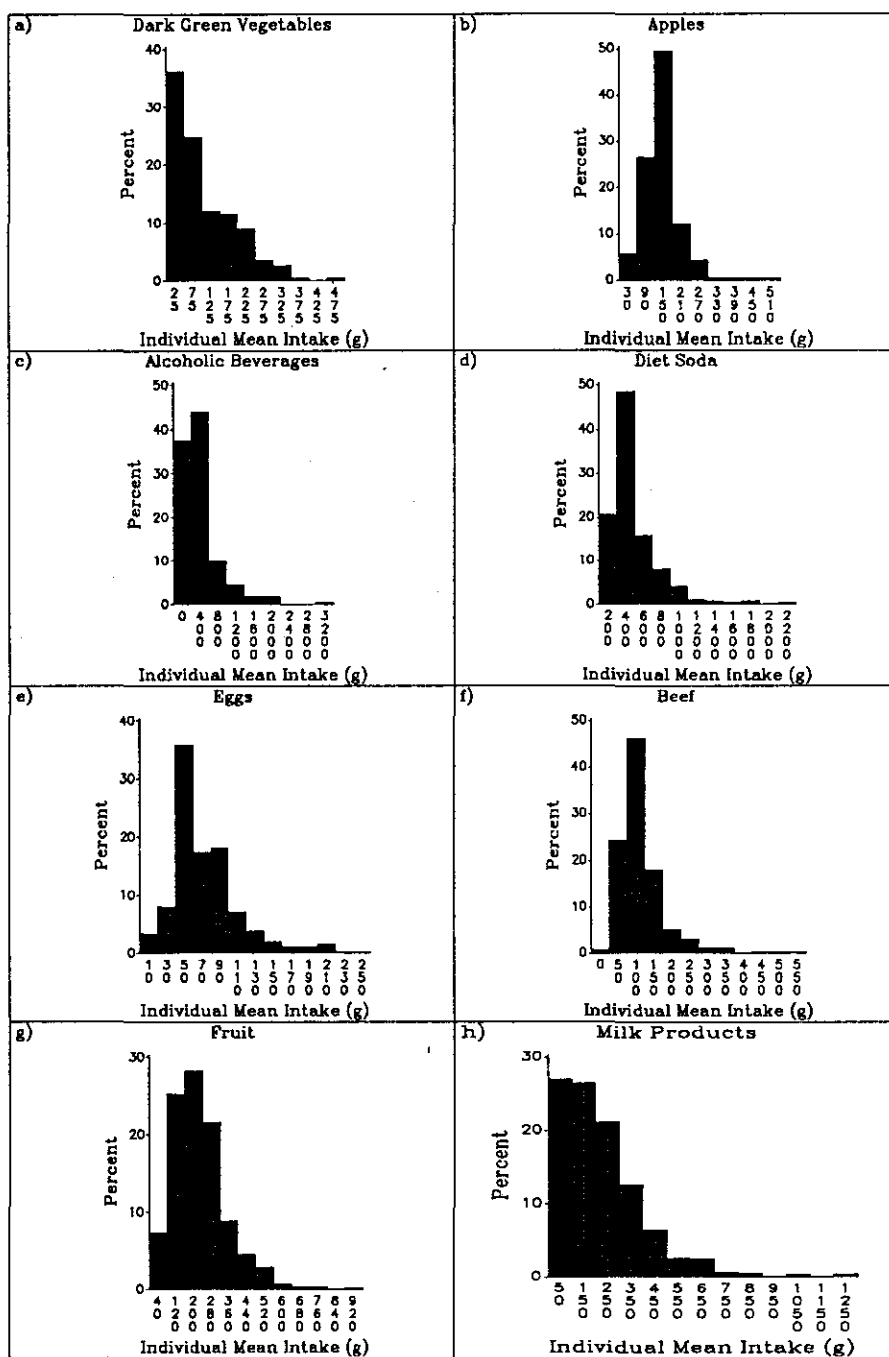 a)
Dark Green Vegetables
40
30
20
10
0
Percent
25 75 125 175 225 275 325 375 425 475
Individual Mean Intake (g)
b)
Apples
50
40
30
20
10
0
Percent
30 90 150 210 270 330 390 450 510
Individual Mean Intake (g)
c)
Alcoholic Beverages
50
40
30
20
10
0
Percent
0 400 800 1200 1600 2000 2400 2800 3200
Individual Mean Intake (g)
d)
Diet Soda
50
40
30
20
10
0
Percent
200 400 600 800 1000 1200 1400 1600 1800 2000 2200
Individual Mean Intake (g)
e)
Eggs
40
30
20
10
0
Percent
10 30 50 70 90 110 130 150 170 190 210 230 250
Individual Mean Intake (g)
f)
Beef
50
40
30
20
10
0
Percent
0 50 100 150 200 250 300 350 400 450 500 550
Individual Mean Intake (g)
g)
Fruit
30
20
10
0
Percent
40 120 200 280 360 440 520 600 680 760 840 920
Individual Mean Intake (g)
h)
Milk Products
30
20
10
0
Percent
50 150 250 350 450 550 650 750 850 950 1050 1150 1250
Individual Mean Intake (g)